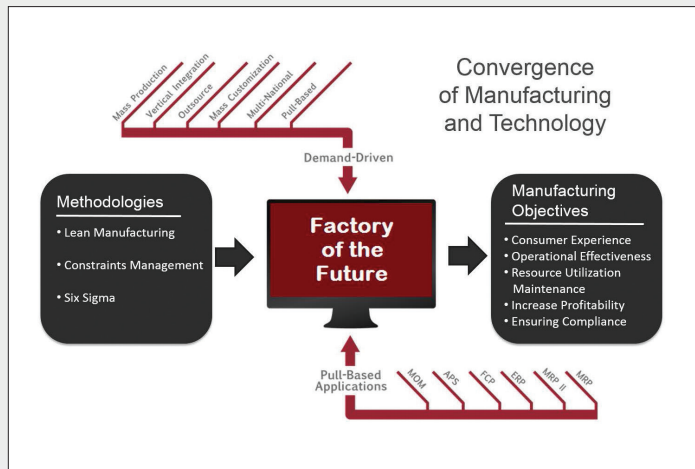 Convergence
of Manufacturing
and Technology
Mass Production
Vertical Integration
Outsource
Mass Customization
Multi-National
Pull-Based
Demand-Driven
Methodologies
• Lean Manufacturing
• Constraints Management
• Six Sigma
Factory
of the
Future
Manufacturing
Objectives
• Consumer Experience
• Operational Effectiveness
• Resource Utilization
Maintenance
• Increase Profitability
• Ensuring Compliance
Pull-Based
Applications
MOM
APS
FCP
ERP
MRP II
MRP